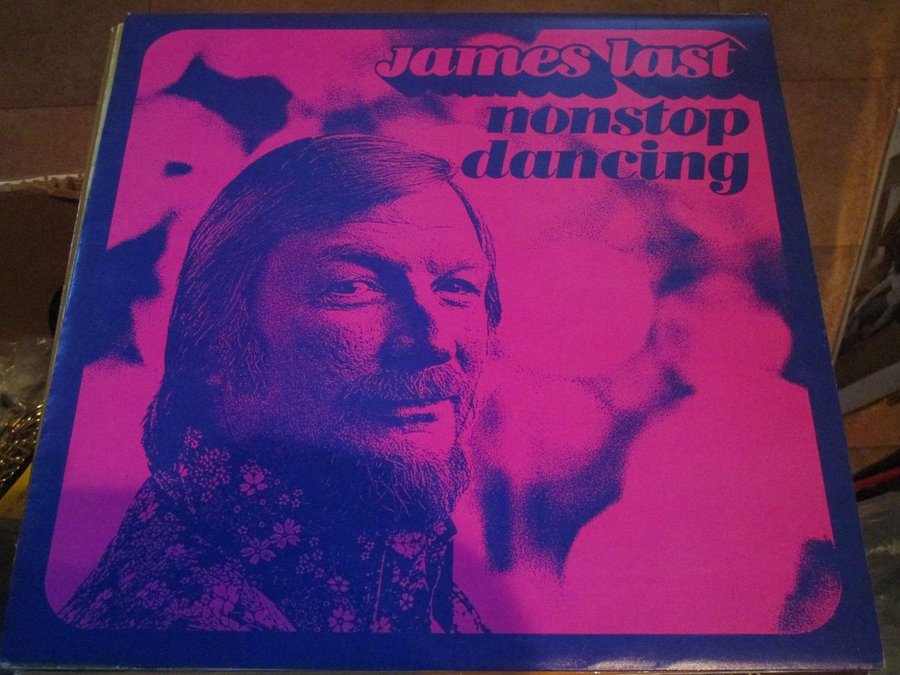 James last
nonstop
dancing